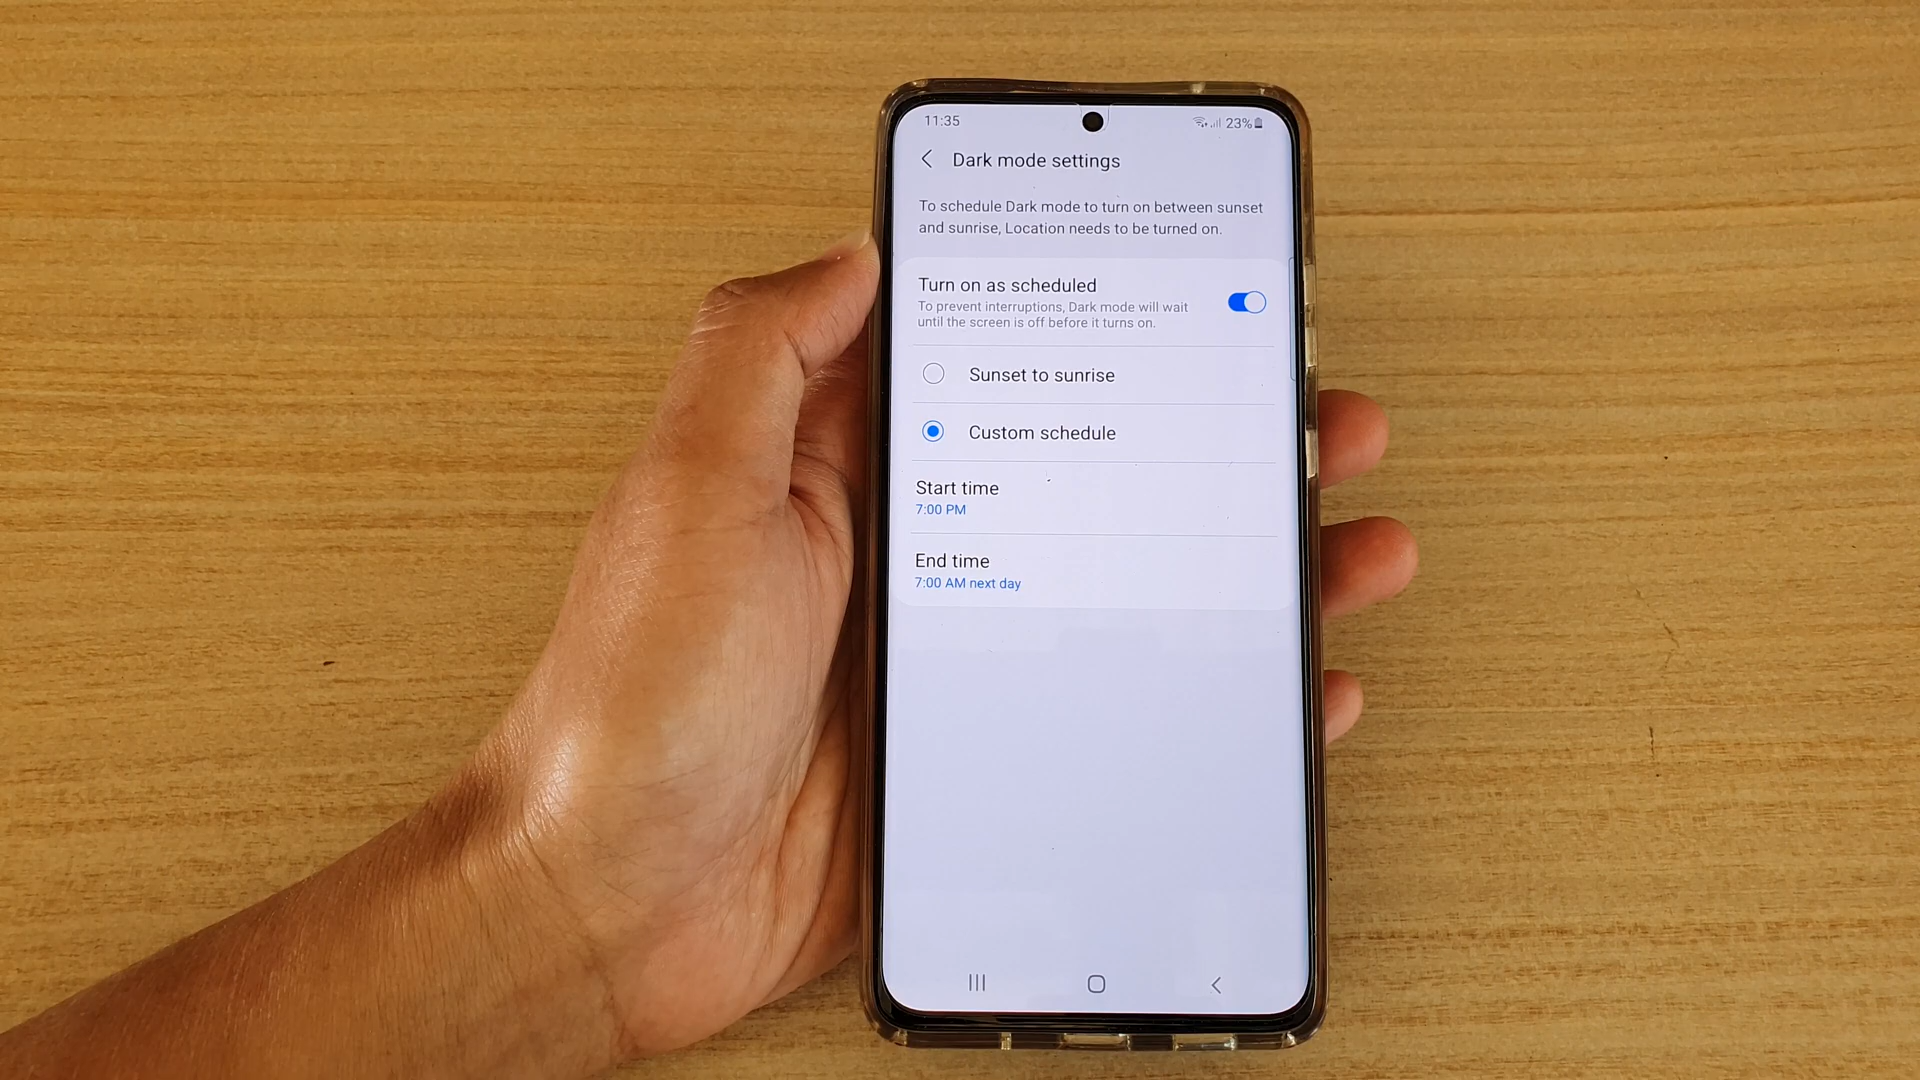 11:35
23%
Dark mode settings
To schedule Dark mode to turn on between sunset
and sunrise, Location needs to be turned on.
Turn on as scheduled
To prevent interruptions, Dark mode will wait
until the screen is off before it turns on.
Sunset to sunrise
Custom schedule
Start time
7:00 PM
End time
7:00 AM next day